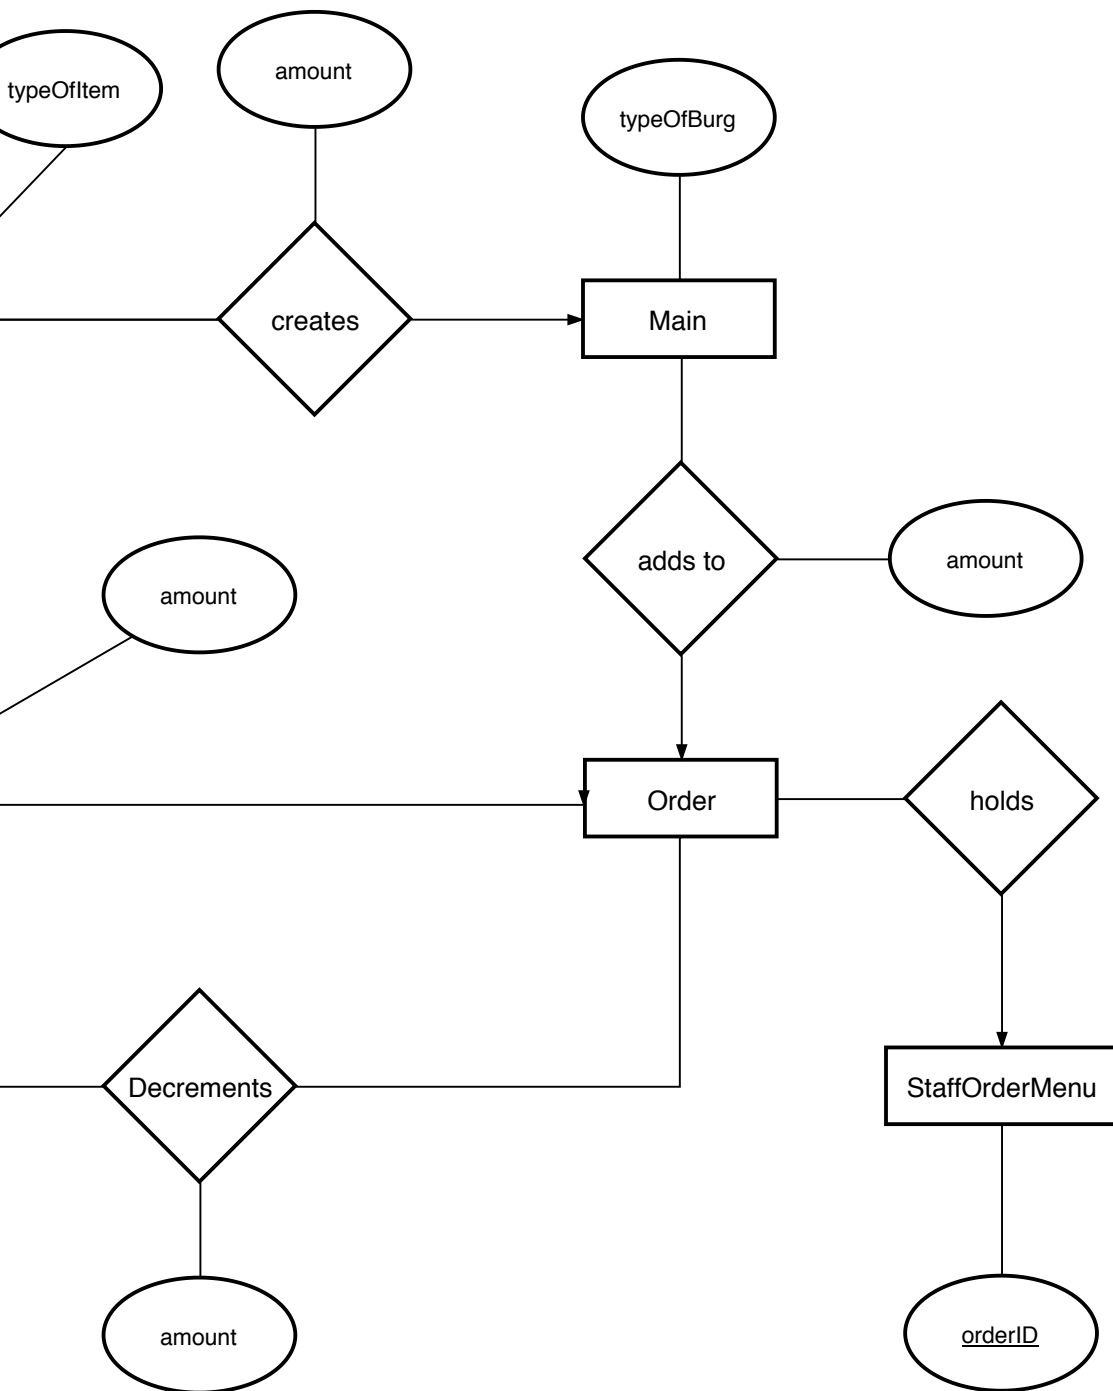 typeOfItem
amount
typeOfBurg
creates
Main
adds to
amount
amount
Order
holds
Decrements
StaffOrderMenu
amount
orderID